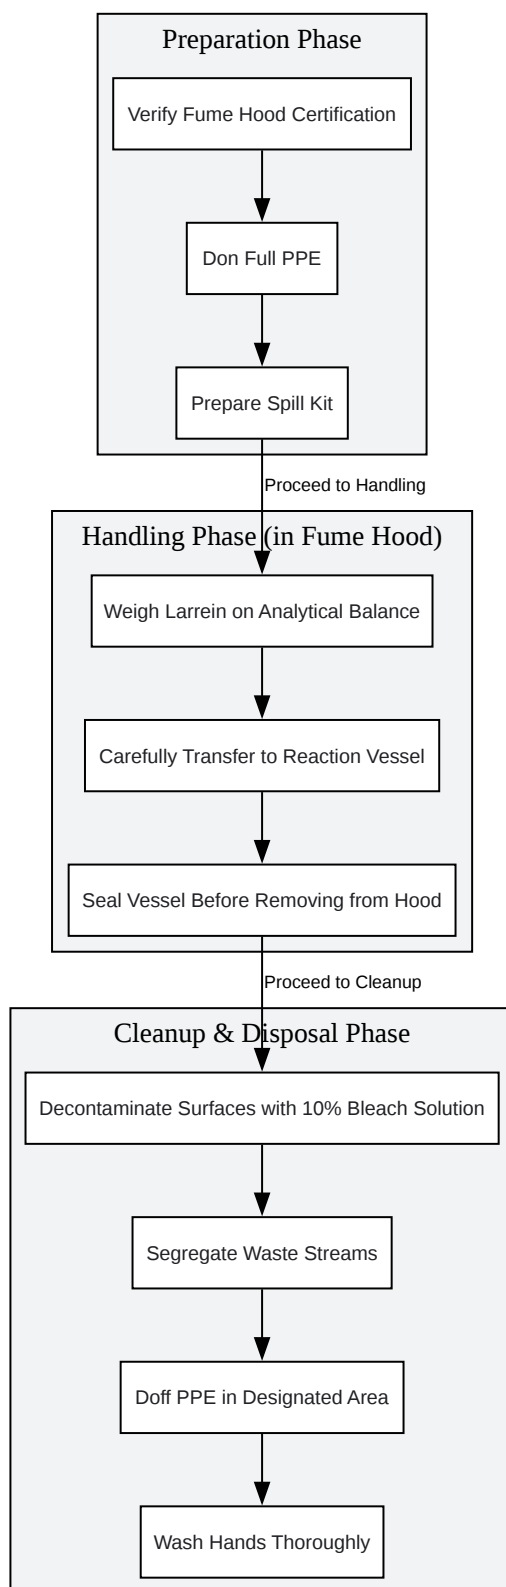 Preparation Phase
Verify Fume Hood Certification
Don Full PPE
Prepare Spill Kit
Proceed to Handling
Handling Phase (in Fume Hood)
Weigh Larrein on Analytical Balance
Carefully Transfer to Reaction Vessel
Seal Vessel Before Removing from Hood
Proceed to Cleanup
Cleanup & Disposal Phase
Decontaminate Surfaces with 10% Bleach Solution
Segregate Waste Streams
Doff PPE in Designated Area
Wash Hands Thoroughly